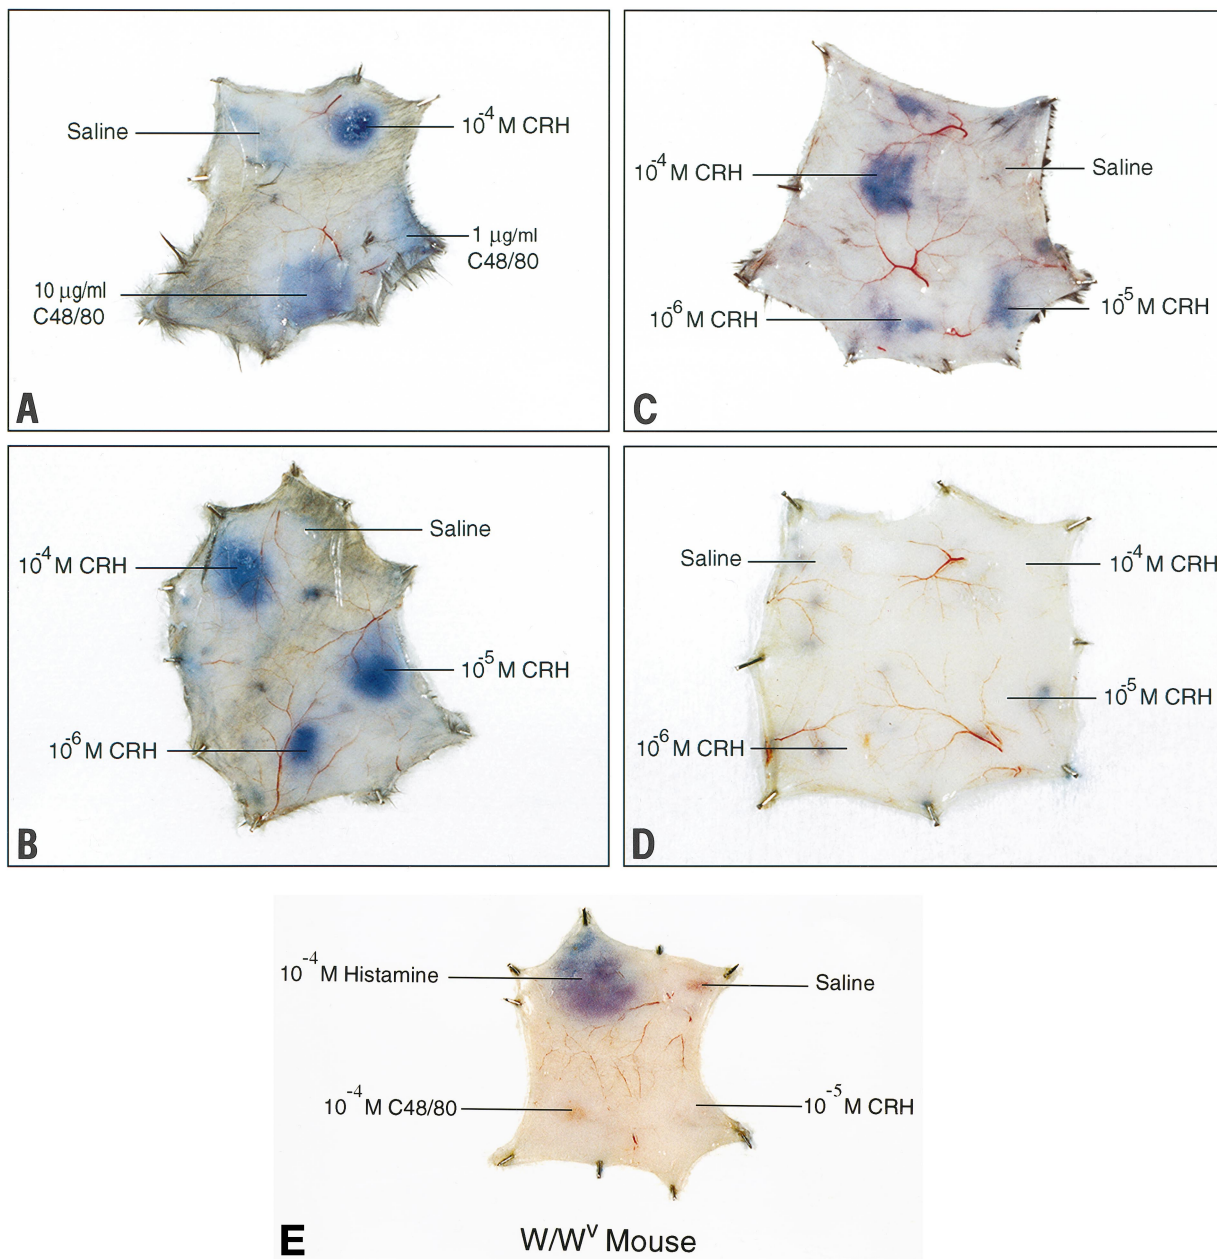 Saline
10⁻⁴ M CRH
1 µg/ml
C48/80
10 µg/ml
C48/80
A
10⁻⁴ M CRH
Saline
10⁻⁶ M CRH
10⁻⁵ M CRH
C
Saline
10⁻⁴ M CRH
10⁻⁵ M CRH
10⁻⁶ M CRH
B
Saline
10⁻⁴ M CRH
10⁻⁵ M CRH
10⁻⁶ M CRH
D
10⁻⁴ M Histamine
Saline
10⁻⁴ M C48/80
10⁻⁵ M CRH
E
W/Wᵛ Mouse